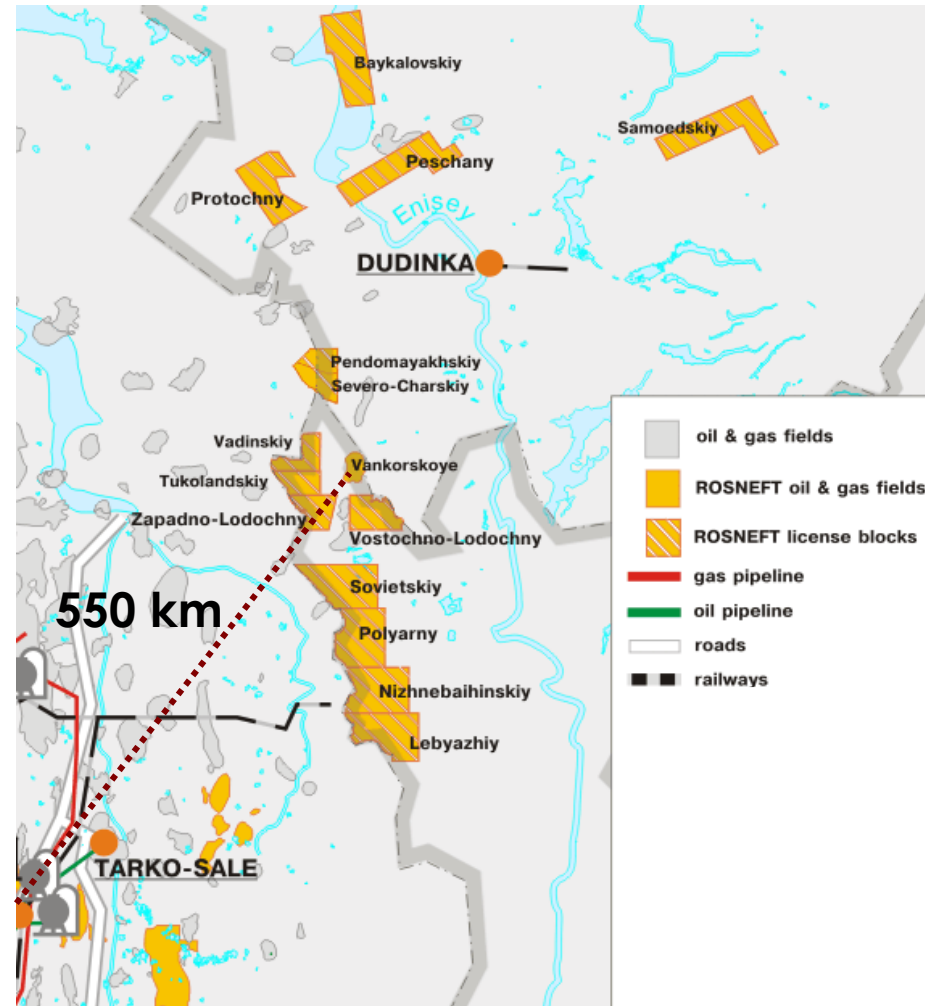 Baykalovskiy
Samoedskiy
Peschany
Protochny
Enisey
DUDINKA
Pendomayakhskiy
Severo-Charskiy
Vadinskiy
Vankorskoye
Tukolandskiy
Zapadno-Lodochny
Vostochno-Lodochny
Sovietskiy
550 km
Polyarny
Nizhnebaihinskiy
Lebyazhiy
TARKO-SALE
oil & gas fields
ROSNEFT oil & gas fields
ROSNEFT license blocks
gas pipeline
oil pipeline
roads
railways